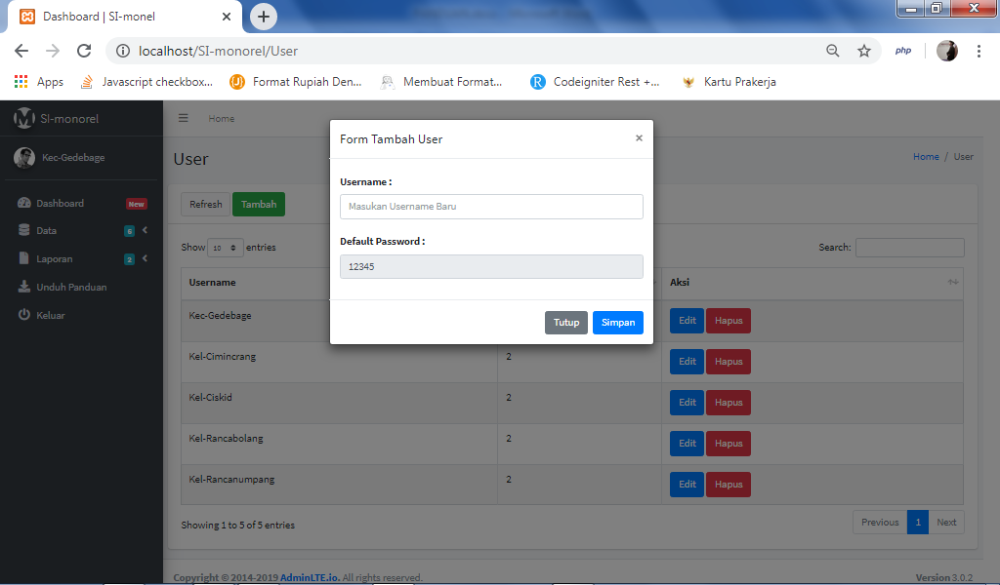 Dashboard | SI-monel
localhost/SI-monorel/User
php
Apps
Javascript checkbox...
Format Rupiah Den...
Membuat Format...
Codeigniter Rest +...
Kartu Prakerja
SI-monorel
Home
Kec-Gedebage
User
Home / User
Dashboard New
Data 6
Laporan 2
Unduh Panduan
Keluar
Refresh
Tambah
Form Tambah User
×
Username :
Masukan Username Baru
Default Password :
12345
Tutup
Simpan
Show 10 entries
Search:
Username
Aksi
Kec-Gedebage
Edit Hapus
Kel-Cimincrang 2 Edit Hapus
Kel-Ciskid 2 Edit Hapus
Kel-Rancabolang 2 Edit Hapus
Kel-Rancanumpang 2 Edit Hapus
Showing 1 to 5 of 5 entries
Previous 1 Next
Copyright © 2014-2019 AdminLTE.io. All rights reserved.
Version 3.0.2